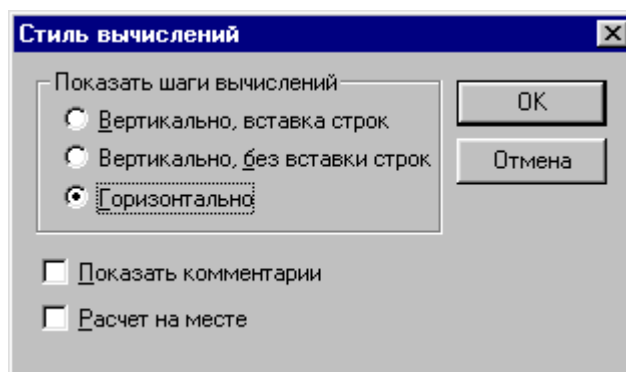 Стиль вычислений
Показать шаги вычислений
Вертикально, вставка строк
Вертикально, без вставки строк
Горизонтально
OK
Отмена
Показать комментарии
Расчет на месте